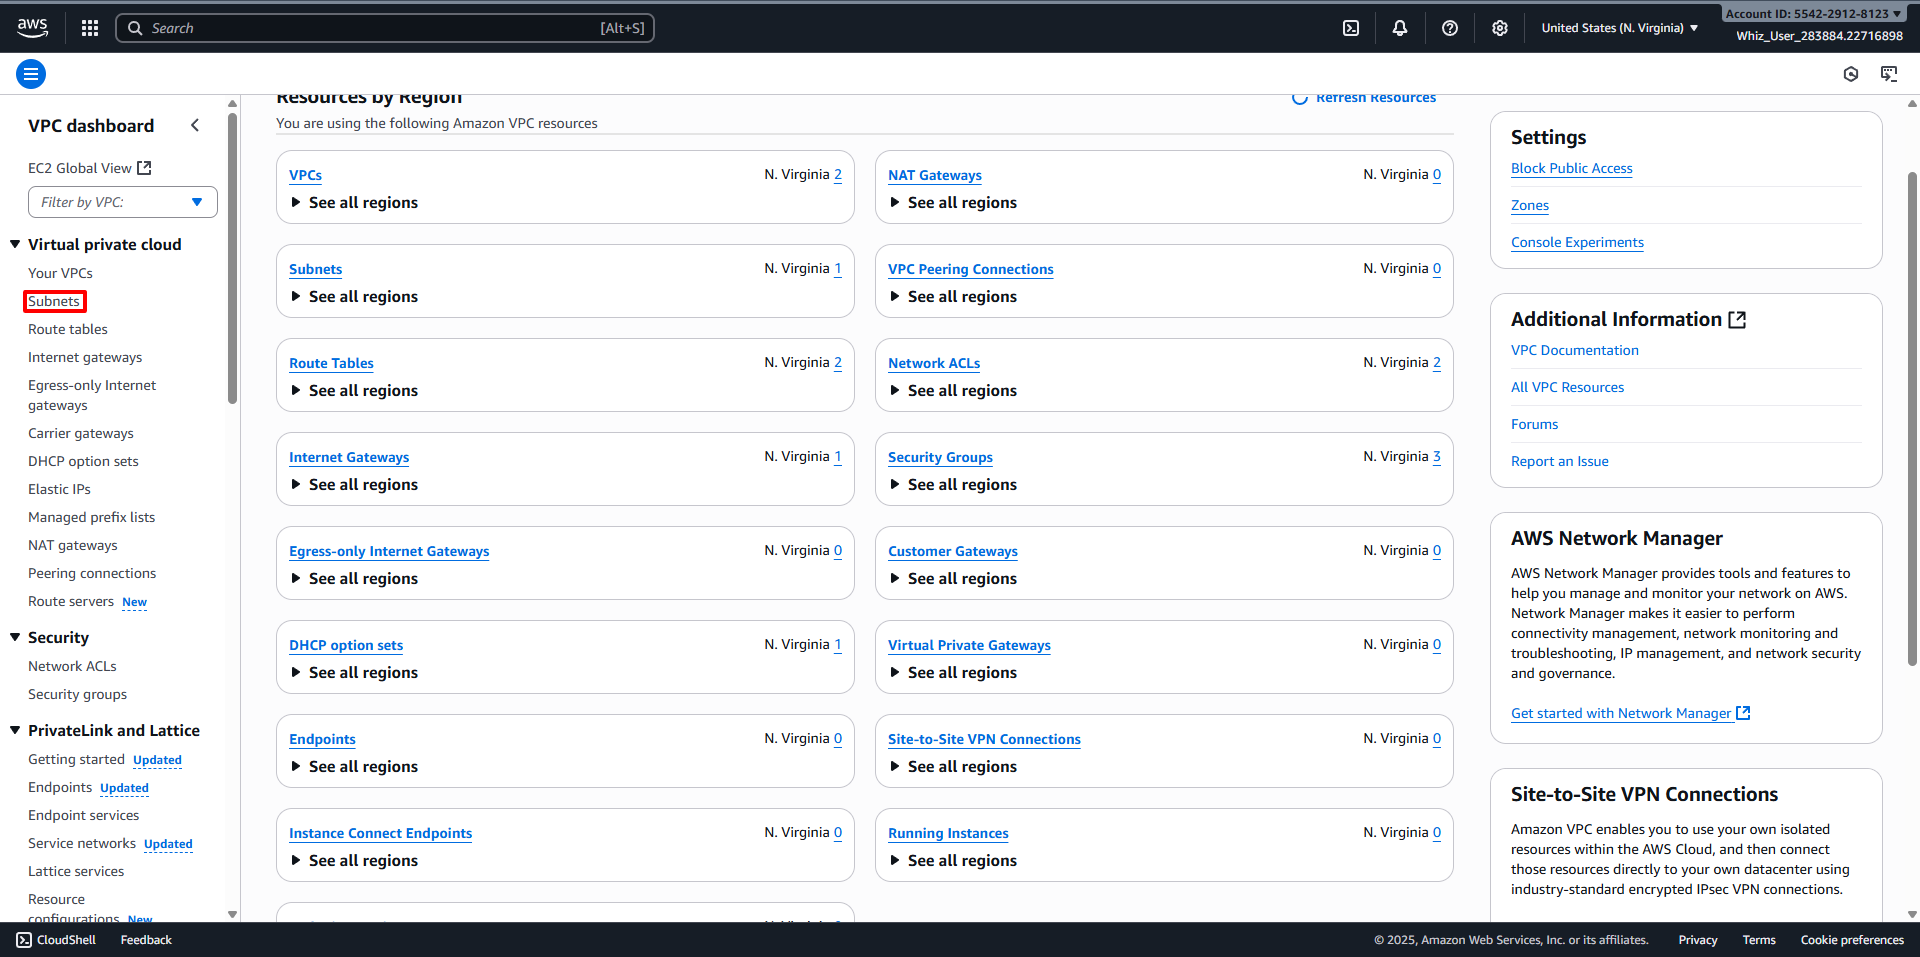 aws
Search
[Alt+S]
United States (N. Virginia)
Account ID: 5542-2912-8123
Whiz_User_283884.22716898
VPC dashboard
EC2 Global View
Filter by VPC:
Virtual private cloud
Your VPCs
Subnets
Route tables
Internet gateways
Egress-only Internet
gateways
Carrier gateways
DHCP option sets
Elastic IPs
Managed prefix lists
NAT gateways
Peering connections
Route servers New
Security
Network ACLs
Security groups
PrivateLink and Lattice
Getting started Updated
Endpoints Updated
Endpoint services
Service networks Updated
Lattice services
Resource
configurations New
Resources by Region
Refresh Resources
You are using the following Amazon VPC resources
VPCs N. Virginia 2
See all regions
NAT Gateways N. Virginia 0
See all regions
Subnets N. Virginia 1
See all regions
VPC Peering Connections N. Virginia 0
See all regions
Route Tables N. Virginia 2
See all regions
Network ACLs N. Virginia 2
See all regions
Internet Gateways N. Virginia 1
See all regions
Security Groups N. Virginia 3
See all regions
Egress-only Internet Gateways N. Virginia 0
See all regions
Customer Gateways N. Virginia 0
See all regions
DHCP option sets N. Virginia 1
See all regions
Virtual Private Gateways N. Virginia 0
See all regions
Endpoints N. Virginia 0
See all regions
Site-to-Site VPN Connections N. Virginia 0
See all regions
Instance Connect Endpoints N. Virginia 0
See all regions
Running Instances N. Virginia 0
See all regions
Settings
Block Public Access
Zones
Console Experiments
Additional Information
VPC Documentation
All VPC Resources
Forums
Report an Issue
AWS Network Manager
AWS Network Manager provides tools and features to
help you manage and monitor your network on AWS.
Network Manager makes it easier to perform
connectivity management, network monitoring and
troubleshooting, IP management, and network security
and governance.
Get started with Network Manager
Site-to-Site VPN Connections
Amazon VPC enables you to use your own isolated
resources within the AWS Cloud, and then connect
those resources directly to your own datacenter using
industry-standard encrypted IPsec VPN connections.
CloudShell
Feedback
© 2025, Amazon Web Services, Inc. or its affiliates.
Privacy
Terms
Cookie preferences